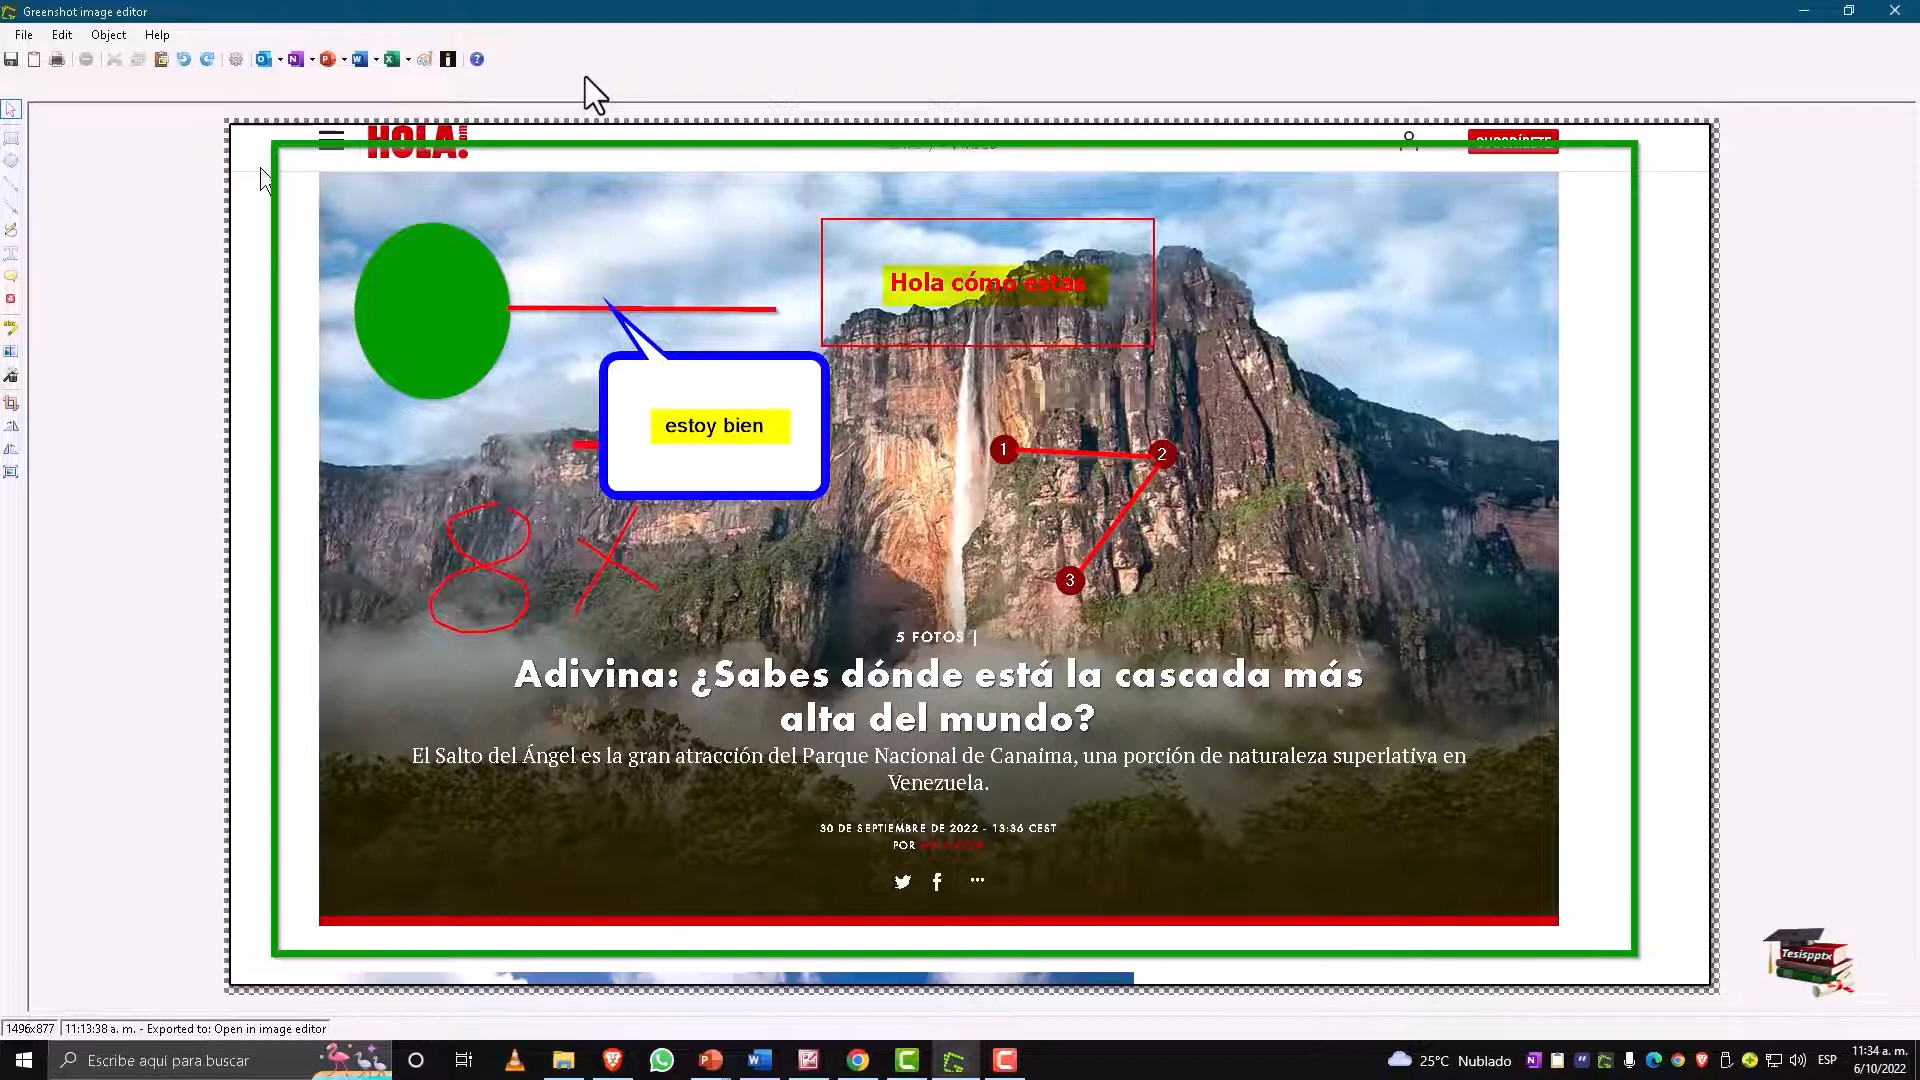 Greenshot image editor
File Edit Object Help
HOLA!
SUSCRÍBETE
Hola cómo estas
estoy bien
1
2
3
8 X
5 FOTOS |
Adivina: ¿Sabes dónde está la cascada más
alta del mundo?
El Salto del Ángel es la gran atracción del Parque Nacional de Canaima, una porción de naturaleza superlativa en
Venezuela.
30 DE SEPTIEMBRE DE 2022 - 13:36 CEST
POR
Tesispptx
1496x877 11:13:38 a. m. - Exported to: Open in image editor
Escribe aquí para buscar
25°C Nublado
ESP
11:34 a. m.
6/10/2022